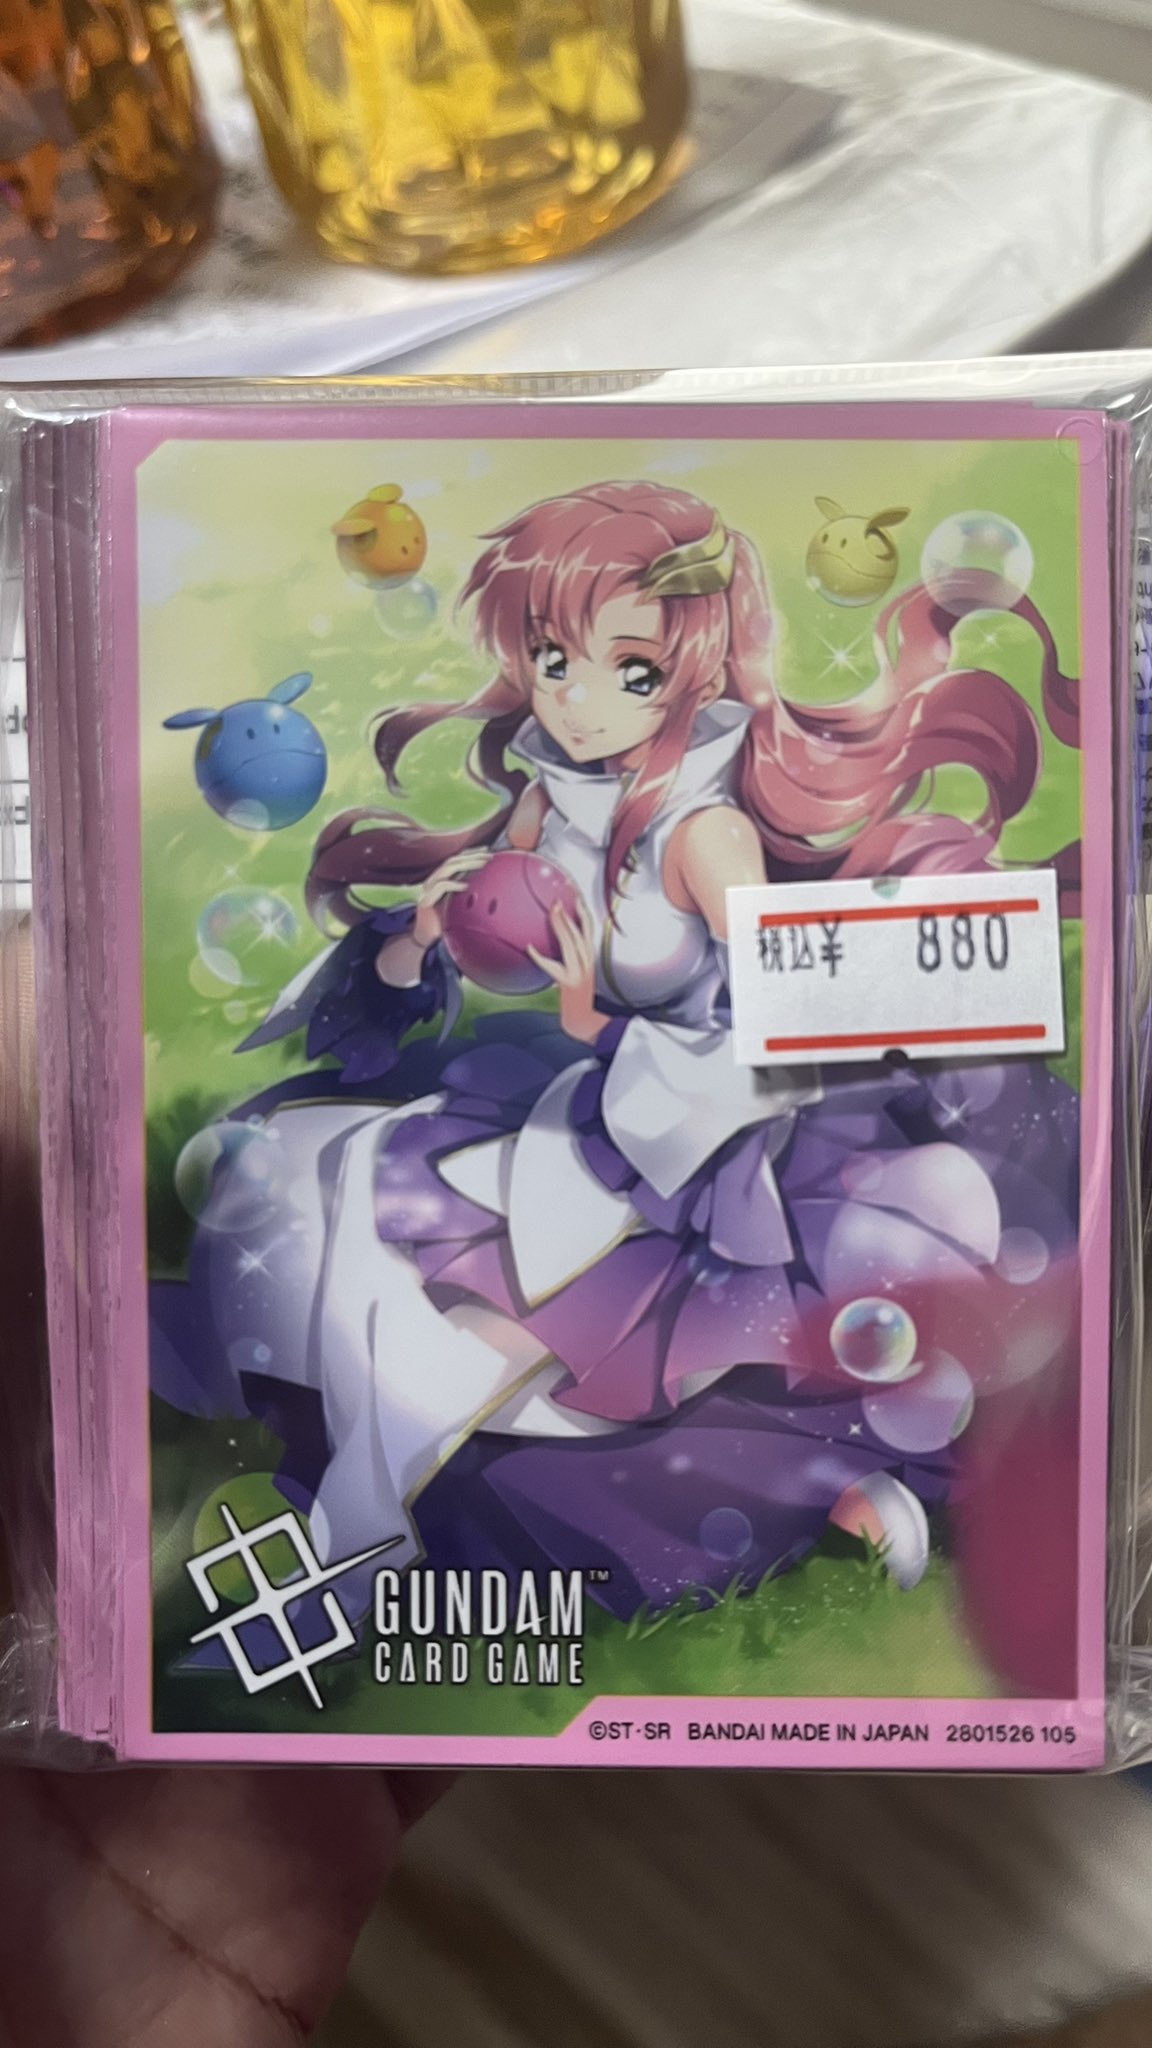 税込¥ 880
GUNDAM™
CARD GAME
©ST・SR BANDAI MADE IN JAPAN 2801526 105